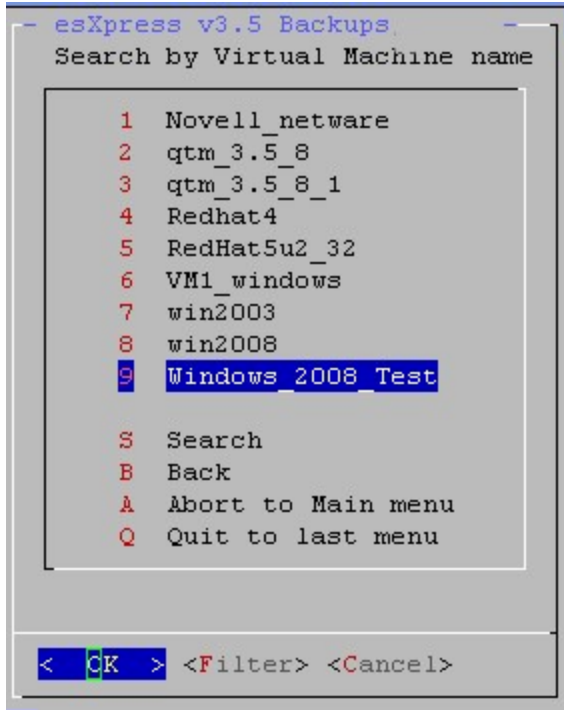 esXpress v3.5 Backups
Search by Virtual Machine name
1 Novell_netware
2 qtm_3.5_8
3 qtm_3.5_8_1
4 Redhat4
5 RedHat5u2_32
6 VM1_windows
7 win2003
8 win2008
9 Windows_2008_Test
S Search
B Back
A Abort to Main menu
Q Quit to last menu
< OK > <Filter> <Cancel>